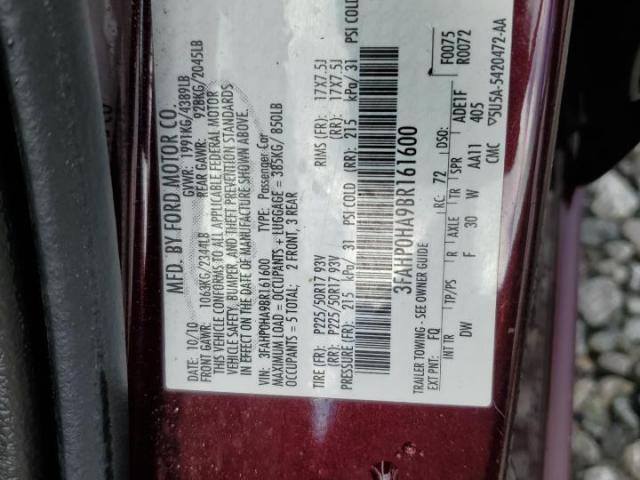 MFD. BY FORD MOTOR CO.
DATE: 10/10 GVWR: 1991KG/4389LB
FRONT GAWR: 1063KG/2344LB REAR GAWR: 928KG/2045LB
THIS VEHICLE CONFORMS TO ALL APPLICABLE FEDERAL MOTOR
VEHICLE SAFETY, BUMPER, AND THEFT PREVENTION STANDARDS
IN EFFECT ON THE DATE OF MANUFACTURE SHOWN ABOVE.
VIN: 3FAHP0HA9BR161600 TYPE: Passenger Car
MAXIMUM LOAD = OCCUPANTS + LUGGAGE = 385KG/ 850LB
OCCUPANTS = 5 TOTAL: 2 FRONT, 3 REAR
TIRE (FR): P225/50R17 93V RIMS (FR): 17X7.5J
(RR): P225/50R17 93V (RR): 17X7.5J
PRESSURE (FR): 215 kPa/ 31 PSI COLD (RR): 215 kPa/ 31 PSI COLD
3FAHP0HA9BR161600
TRAILER TOWING - SEE OWNER GUIDE F0075
EXT PNT: FQ RC: 72 DSO: R0072
INT TR TP/PS R AXLE TR SPR ADE1F
DW F 30 W AA11 405
CMC 5U5A-5420472-AA